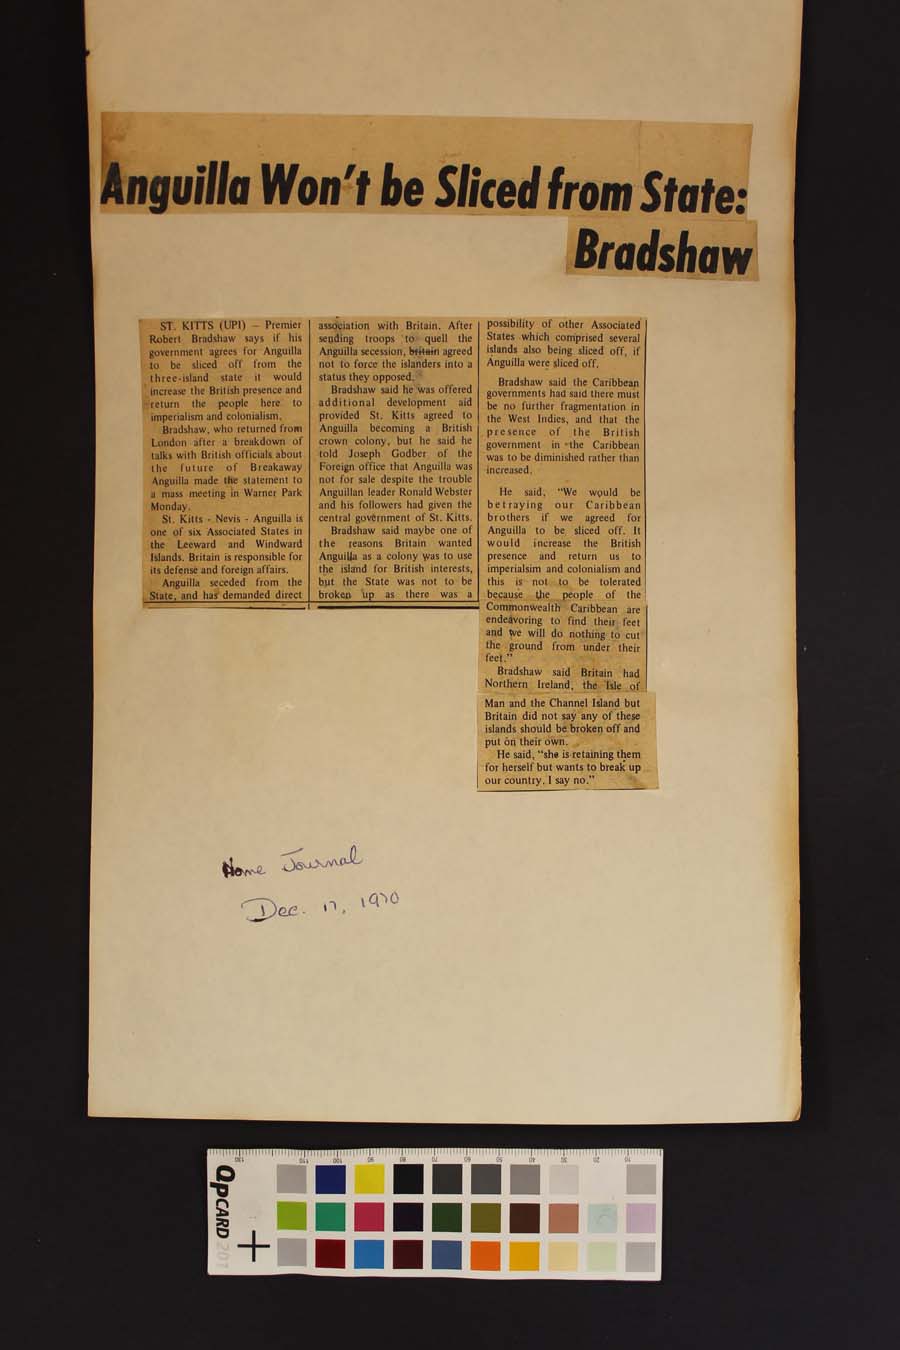 Anguilla Won't be Sliced from State:
Bradshaw
ST. KITTS (UPI) – Premier
Robert Bradshaw says if his
government agrees for Anguilla
to be sliced off from the
three-island state it would
increase the British presence and
return the people here to
imperialism and colonialism.
Bradshaw, who returned from
London after a breakdown of
talks with British officials about
the future of Breakaway
Anguilla made the statement to
a mass meeting in Warner Park
Monday.
St. Kitts - Nevis - Anguilla is
one of six Associated States in
the Leeward and Windward
Islands. Britain is responsible for
its defense and foreign affairs.
Anguilla seceded from the
State, and has demanded direct
association with Britain. After
sending troops to quell the
Anguilla secession, britain agreed
not to force the islanders into a
status they opposed.
Bradshaw said he was offered
additional development aid
provided St. Kitts agreed to
Anguilla becoming a British
crown colony, but he said he
told Joseph Godber of the
Foreign office that Anguilla was
not for sale despite the trouble
Anguillan leader Ronald Webster
and his followers had given the
central government of St. Kitts.
Bradshaw said maybe one of
the reasons Britain wanted
Anguilla as a colony was to use
the island for British interests,
but the State was not to be
broken up as there was a
possibility of other Associated
States which comprised several
islands also being sliced off, if
Anguilla were sliced off.
Bradshaw said the Caribbean
governments had said there must
be no further fragmentation in
the West Indies, and that the
presence of the British
government in the Caribbean
was to be diminished rather than
increased.
He said, "We would be
betraying our Caribbean
brothers if we agreed for
Anguilla to be sliced off. It
would increase the British
presence and return us to
imperialsim and colonialism and
this is not to be tolerated
because the people of the
Commonwealth Caribbean are
endeavoring to find their feet
and we will do nothing to cut
the ground from under their
feet."
Bradshaw said Britain had
Northern Ireland, the Isle of
Man and the Channel Island but
Britain did not say any of these
islands should be broken off and
put on their own.
He said, "she is retaining them
for herself but wants to break up
our country, I say no."
Home Journal
Dec. 17, 1970
130 110 100 90 80 70 60 50 40 30 20 10
QPCARD 201